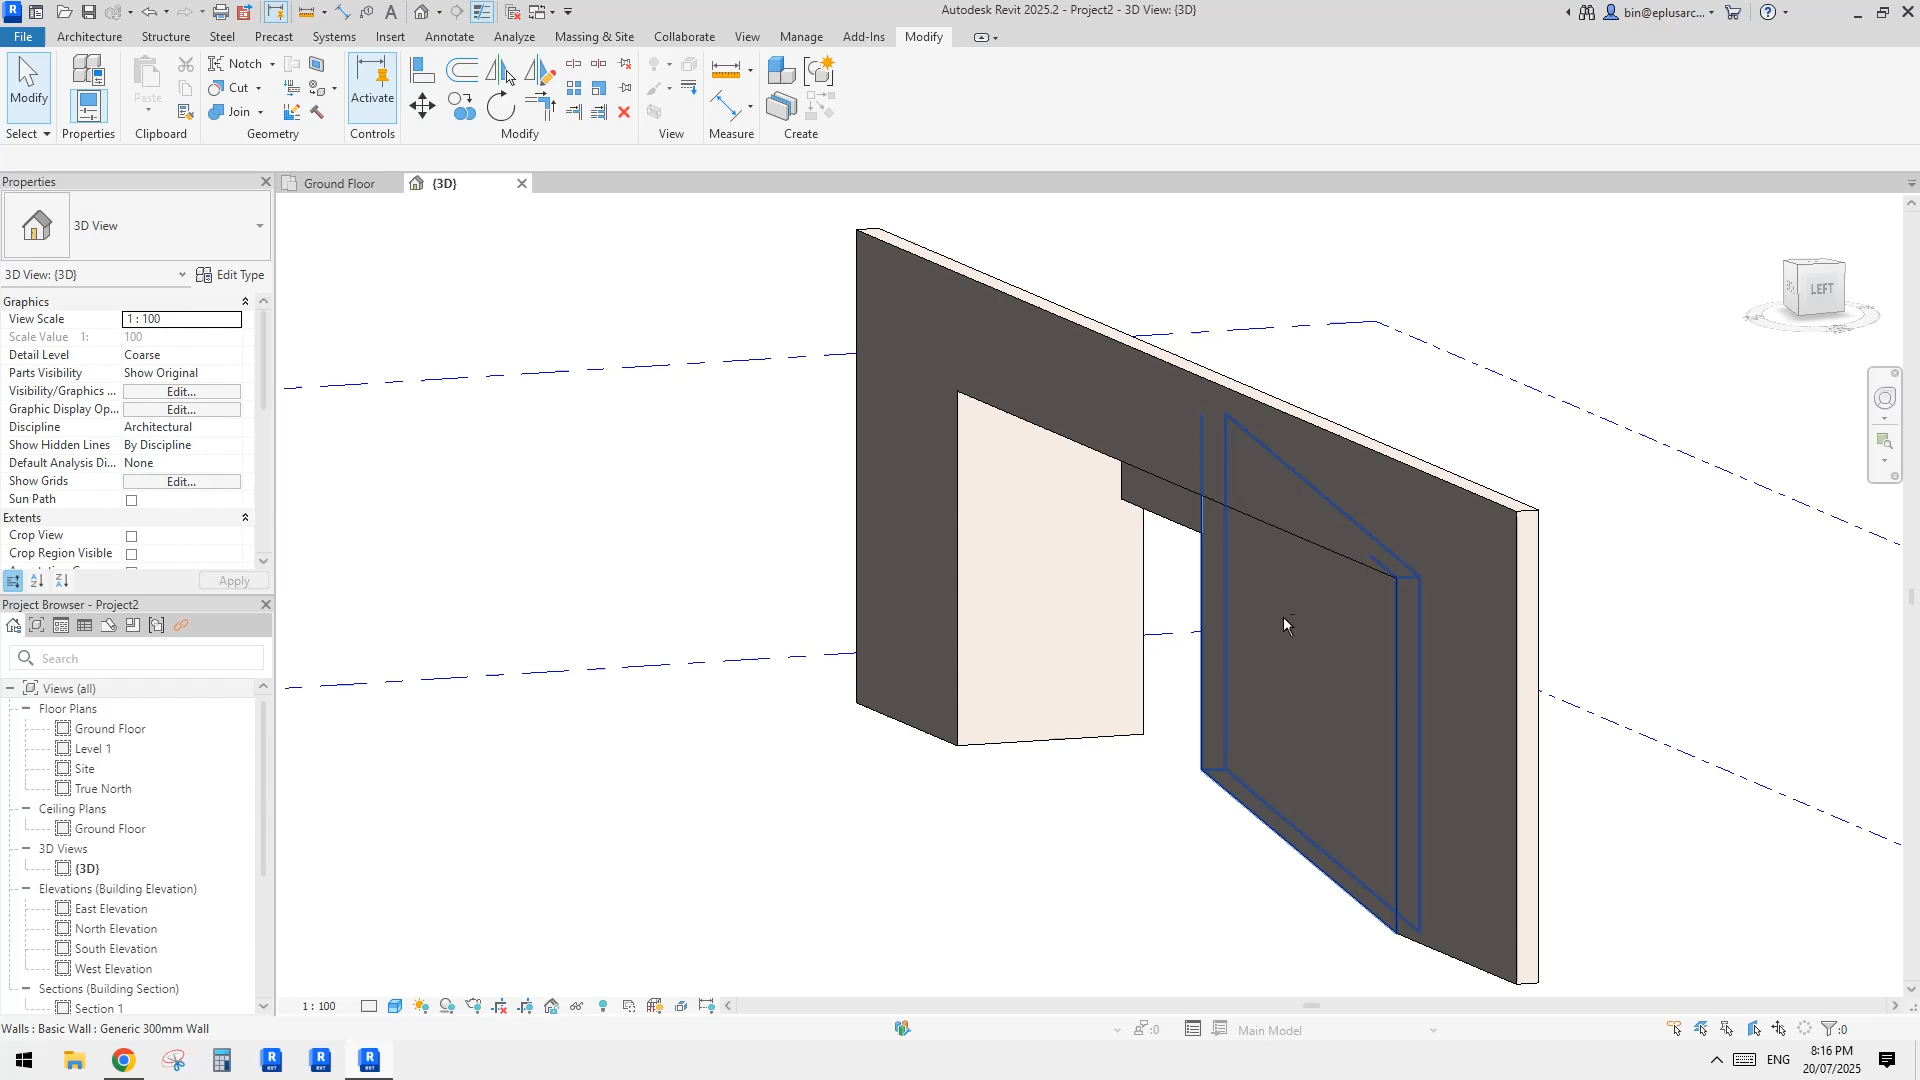 Autodesk Revit 2025.2 - Project2 - 3D View: {3D}
bin@eplusarc...
File
Architecture
Structure
Steel
Precast
Systems
Insert
Annotate
Analyze
Massing & Site
Collaborate
View
Manage
Add-Ins
Modify
Modify
Paste
Notch
Cut
Join
Activate
Select
Properties
Clipboard
Geometry
Controls
Modify
View
Measure
Create
Properties
Ground Floor
{3D}
3D View
3D View: {3D}
Edit Type
Graphics
View Scale
1 : 100
Scale Value 1:
100
Detail Level
Coarse
Parts Visibility
Show Original
Visibility/Graphics ...
Edit...
Graphic Display Op...
Edit...
Discipline
Architectural
Show Hidden Lines
By Discipline
Default Analysis Di...
None
Show Grids
Edit...
Sun Path
Extents
Crop View
Crop Region Visible
Apply
Project Browser - Project2
Search
Views (all)
Floor Plans
Ground Floor
Level 1
Site
True North
Ceiling Plans
Ground Floor
3D Views
{3D}
Elevations (Building Elevation)
East Elevation
North Elevation
South Elevation
West Elevation
Sections (Building Section)
Section 1
LEFT
1 : 100
Walls : Basic Wall : Generic 300mm Wall
:0
Main Model
:0
ENG
8:16 PM
20/07/2025